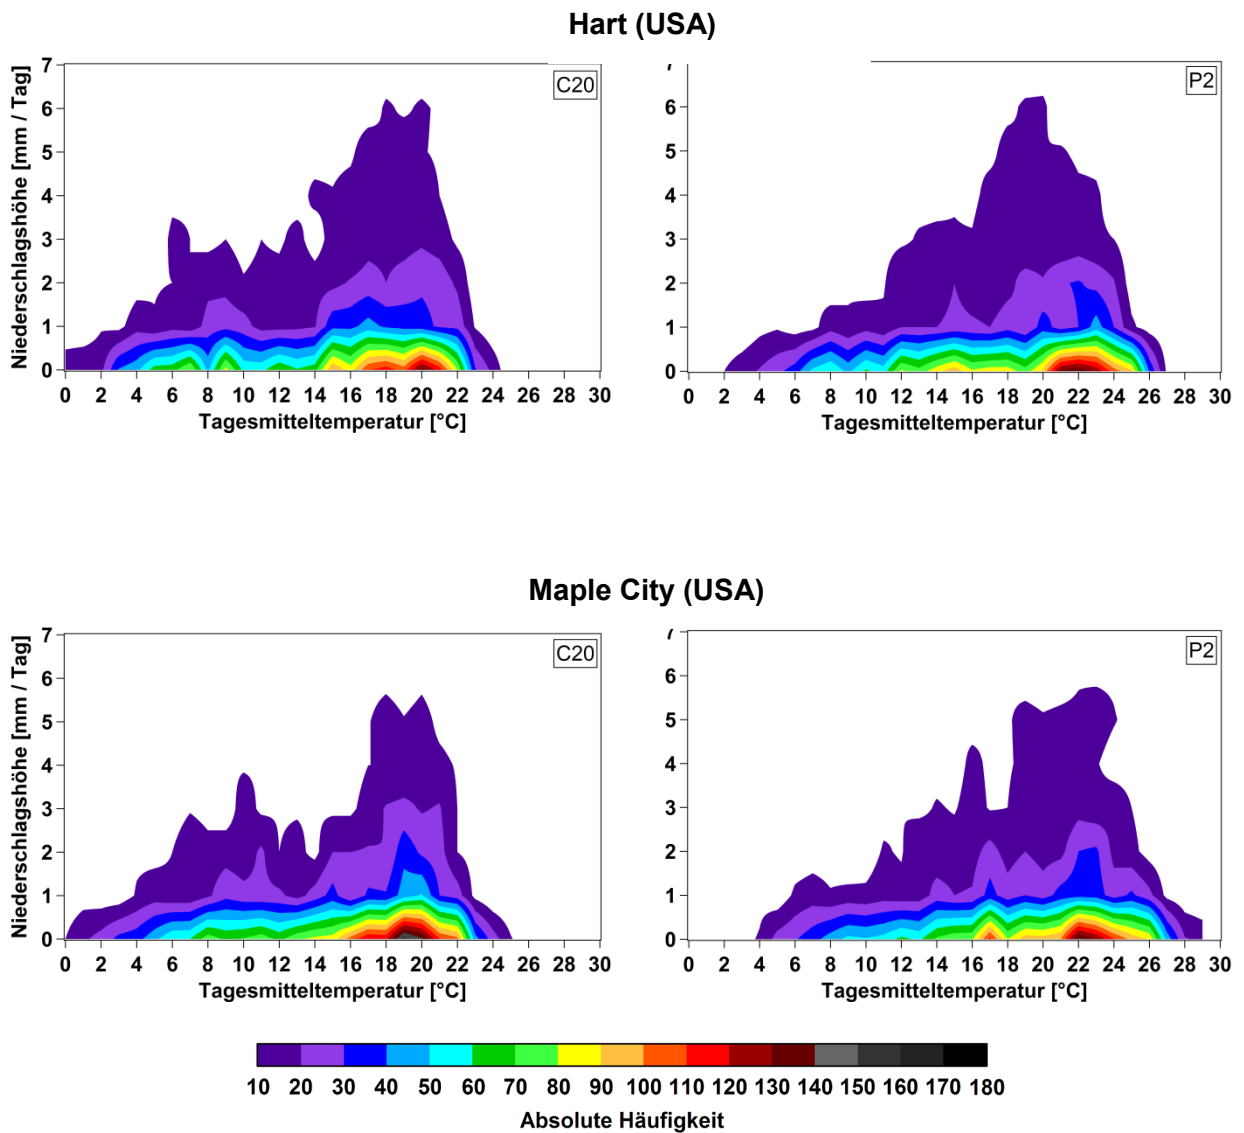 Hart (USA)
Niederschlagshöhe [mm / Tag]
7
6
5
4
3
2
1
0
C20
0 2 4 6 8 10 12 14 16 18 20 22 24 26 28 30
Tagesmitteltemperatur [°C]
6
5
4
3
2
1
0
P2
0 2 4 6 8 10 12 14 16 18 20 22 24 26 28 30
Tagesmitteltemperatur [°C]
Maple City (USA)
Niederschlagshöhe [mm / Tag]
7
6
5
4
3
2
1
0
C20
0 2 4 6 8 10 12 14 16 18 20 22 24 26 28 30
Tagesmitteltemperatur [°C]
7
6
5
4
3
2
1
0
P2
0 2 4 6 8 10 12 14 16 18 20 22 24 26 28 30
Tagesmitteltemperatur [°C]
10 20 30 40 50 60 70 80 90 100 110 120 130 140 150 160 170 180
Absolute Häufigkeit